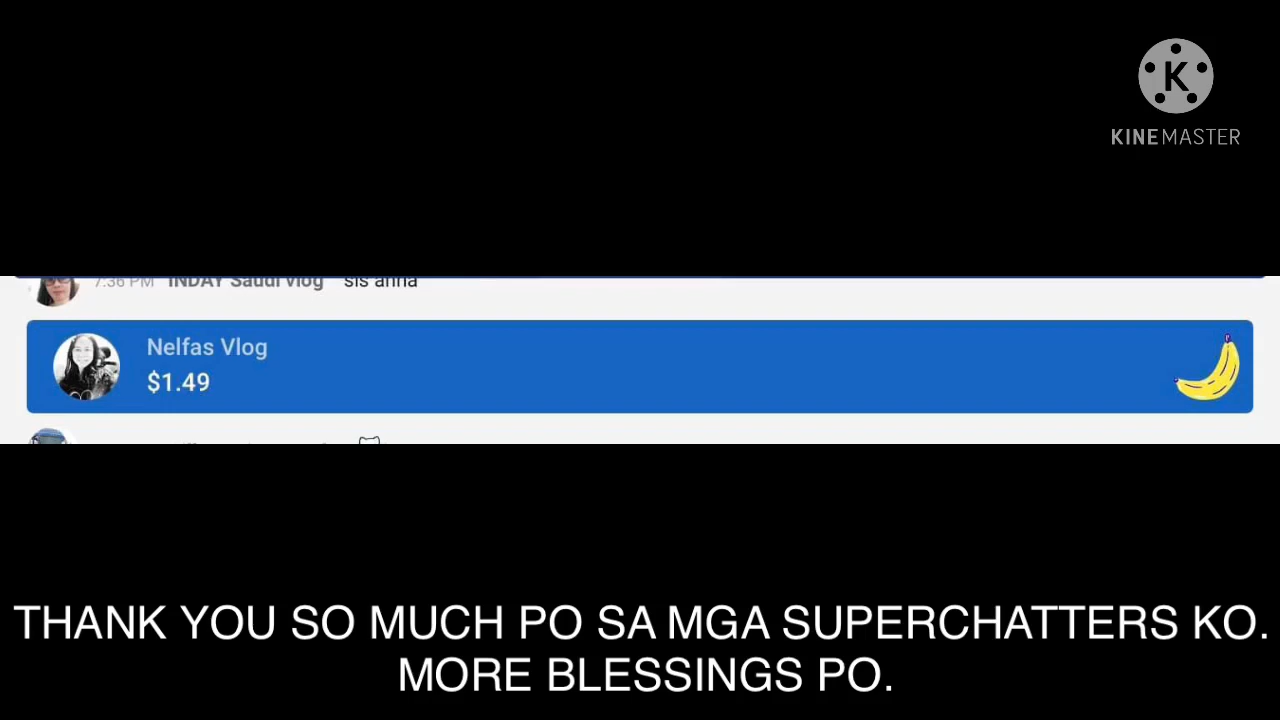 K
KINEMASTER
7:36 PM INDAY Saudi vlog sis anna
Nelfas Vlog
$1.49
THANK YOU SO MUCH PO SA MGA SUPERCHATTERS KO.
MORE BLESSINGS PO.